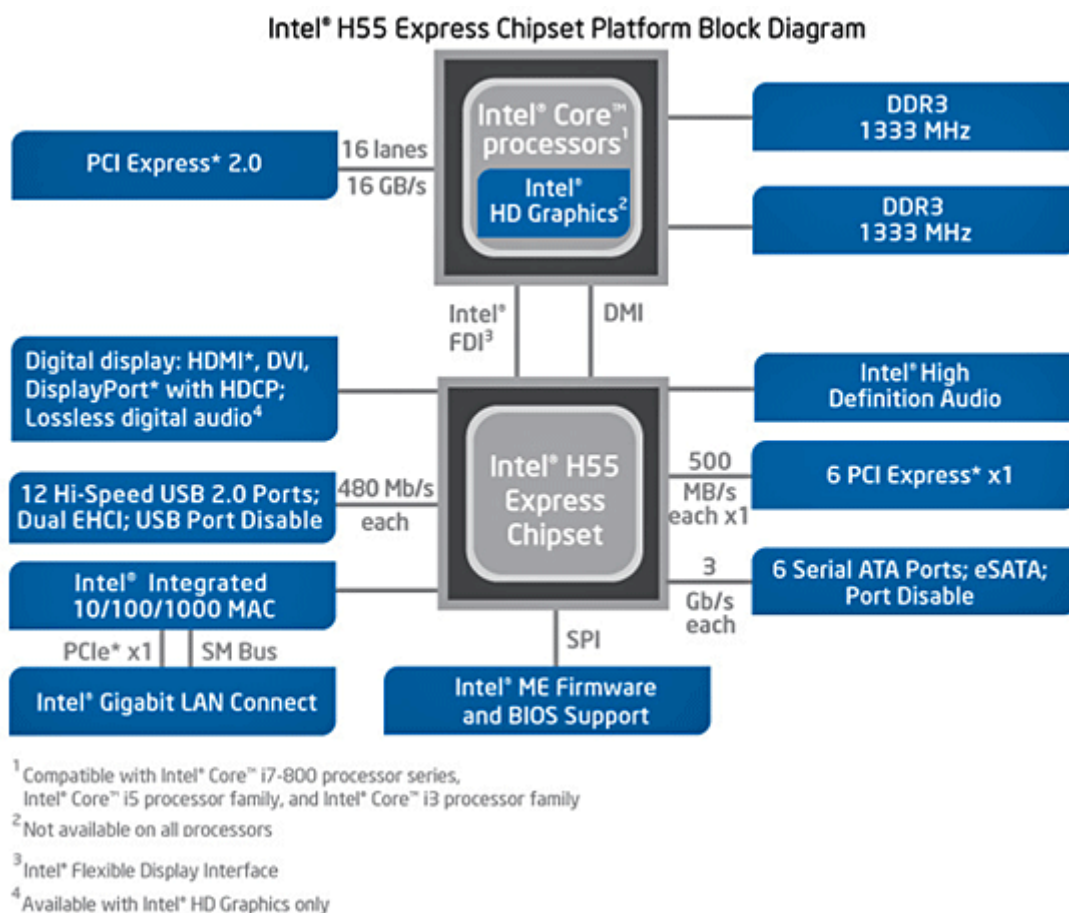 Intel® H55 Express Chipset Platform Block Diagram
Intel® Core™
processors¹
Intel®
HD Graphics²
PCI Express* 2.0
16 lanes
16 GB/s
DDR3
1333 MHz
DDR3
1333 MHz
Intel®
FDI³
DMI
Digital display: HDMI*, DVI,
DisplayPort* with HDCP;
Lossless digital audio⁴
Intel® High
Definition Audio
Intel® H55
Express
Chipset
12 Hi-Speed USB 2.0 Ports;
Dual EHCI; USB Port Disable
480 Mb/s
each
500
MB/s
each x1
6 PCI Express* x1
Intel® Integrated
10/100/1000 MAC
3
Gb/s
each
6 Serial ATA Ports; eSATA;
Port Disable
PCIe* x1
SM Bus
SPI
Intel® Gigabit LAN Connect
Intel® ME Firmware
and BIOS Support
¹ Compatible with Intel® Core™ i7-800 processor series,
Intel® Core™ i5 processor family, and Intel® Core™ i3 processor family
² Not available on all processors
³ Intel® Flexible Display Interface
⁴ Available with Intel® HD Graphics only